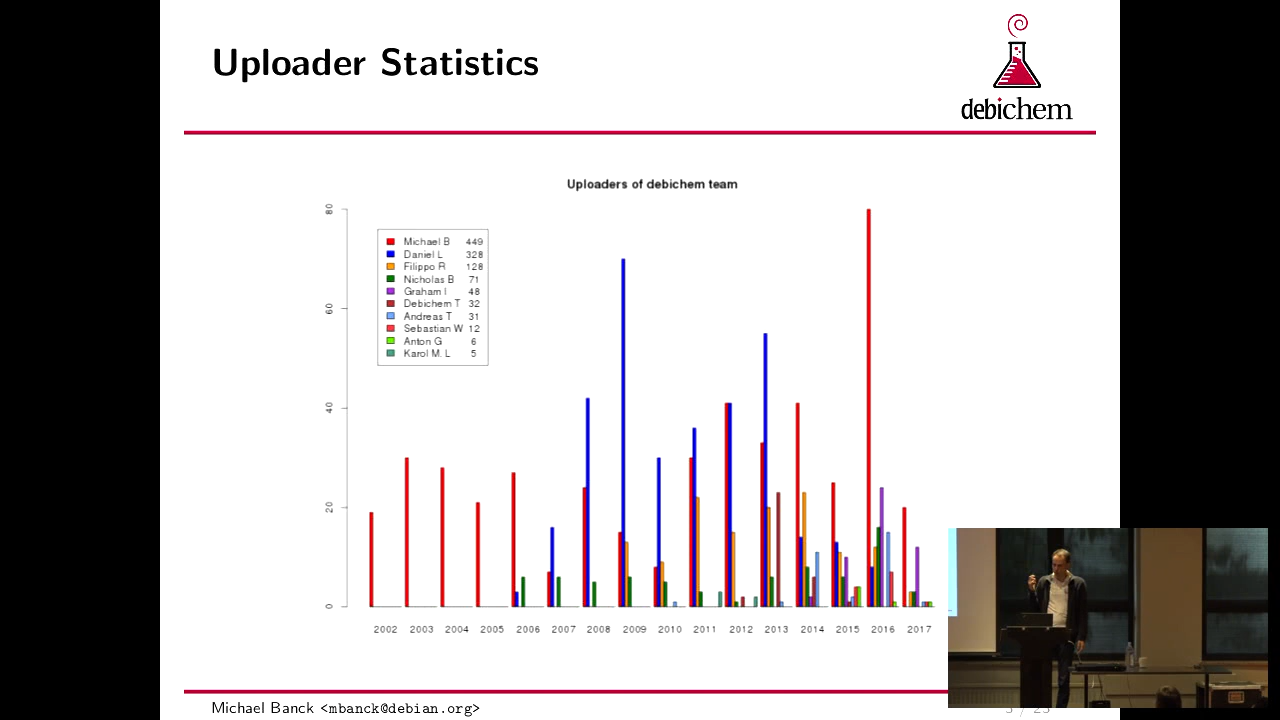 Uploader Statistics
debichem
Uploaders of debichem team
80
60
40
20
0
Michael B 449
Daniel L 328
Filippo R 128
Nicholas B 71
Graham I 48
Debichem T 32
Andreas T 31
Sebastian W 12
Anton G 6
Karol M. L 5
2002 2003 2004 2005 2006 2007 2008 2009 2010 2011 2012 2013 2014 2015 2016 2017
Michael Banck <mbanck@debian.org>